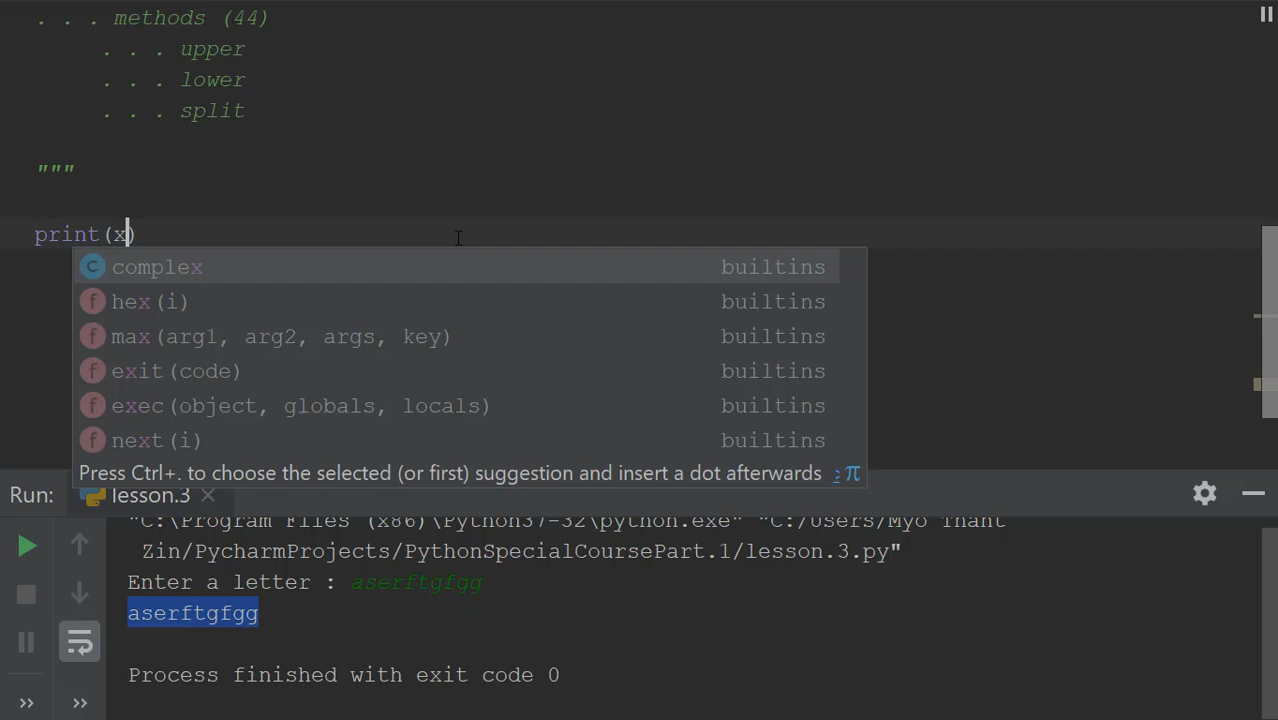 . . . methods (44)
. . . upper
. . . lower
. . . split
"""
print(x)
complex builtins
hex(i) builtins
max(arg1, arg2, args, key) builtins
exit(code) builtins
exec(object, globals, locals) builtins
next(i) builtins
Press Ctrl+. to choose the selected (or first) suggestion and insert a dot afterwards ≥ π
Run: lesson.3
"C:\Program Files (x86)\Python37-32\python.exe" "C:/Users/Myo Thant
Zin/PycharmProjects/PythonSpecialCoursePart.1/lesson.3.py"
Enter a letter : aserftgfgg
aserftgfgg
Process finished with exit code 0